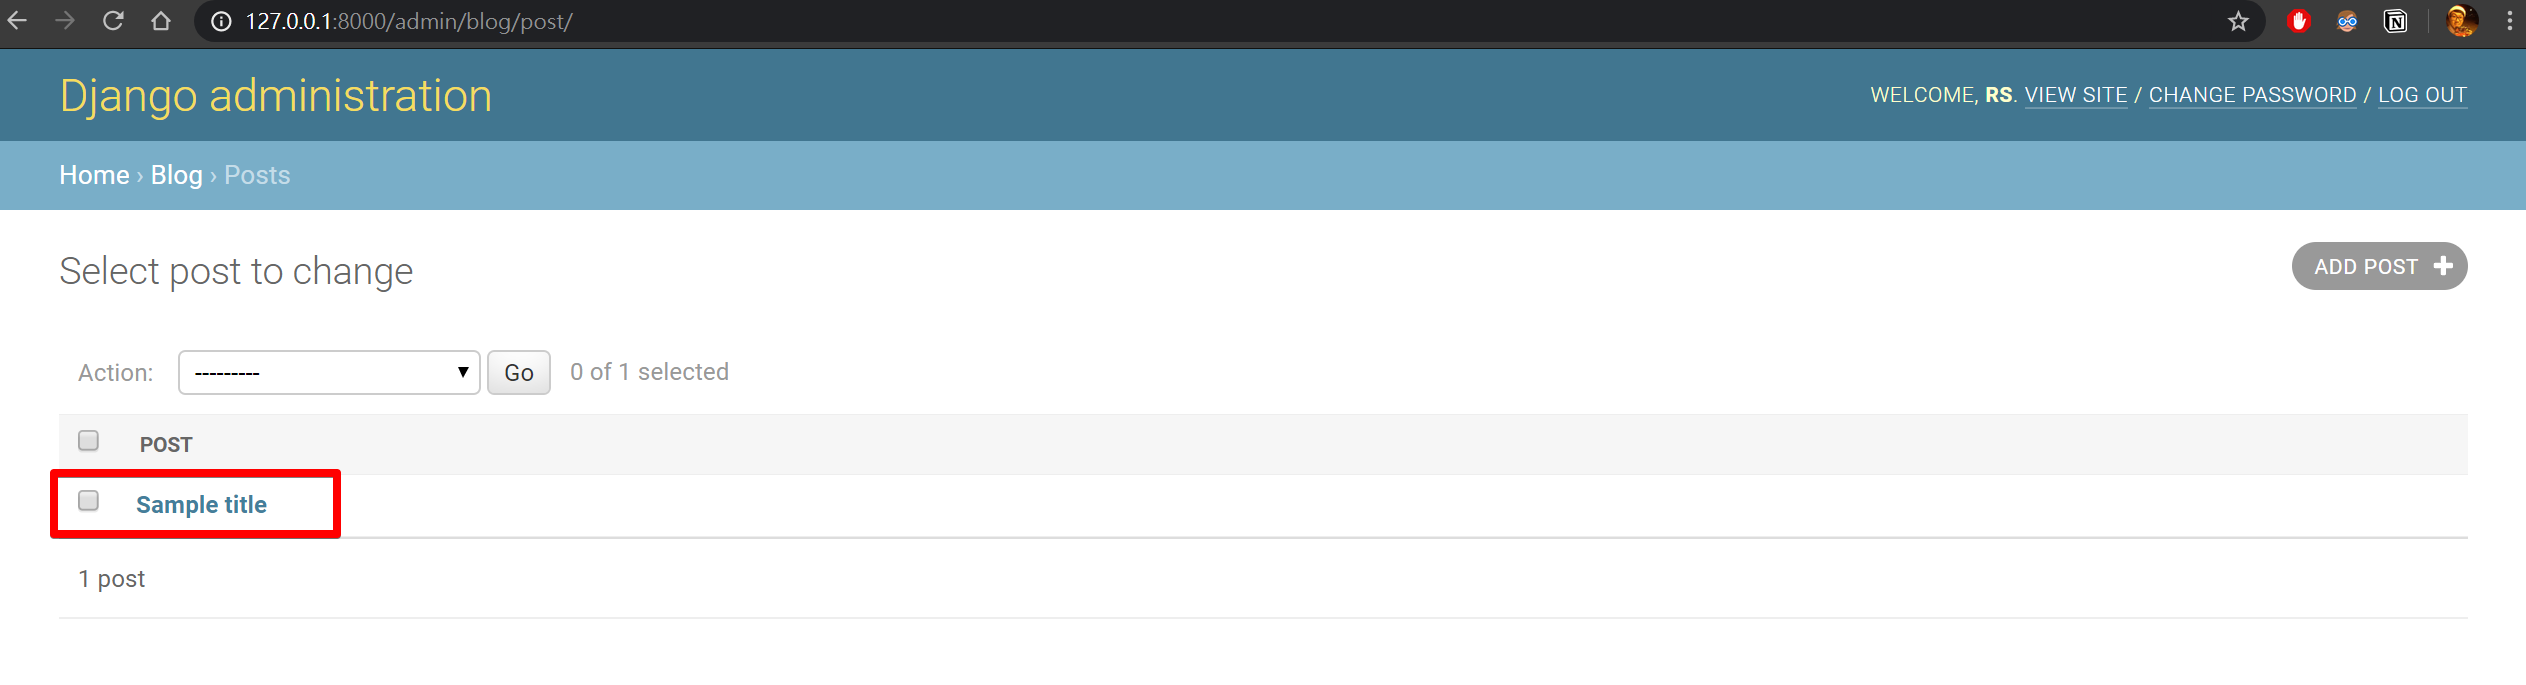 127.0.0.1:8000/admin/blog/post/
Django administration
WELCOME, RS. VIEW SITE / CHANGE PASSWORD / LOG OUT
Home › Blog › Posts
Select post to change
ADD POST +
Action: --------- Go 0 of 1 selected
POST
Sample title
1 post